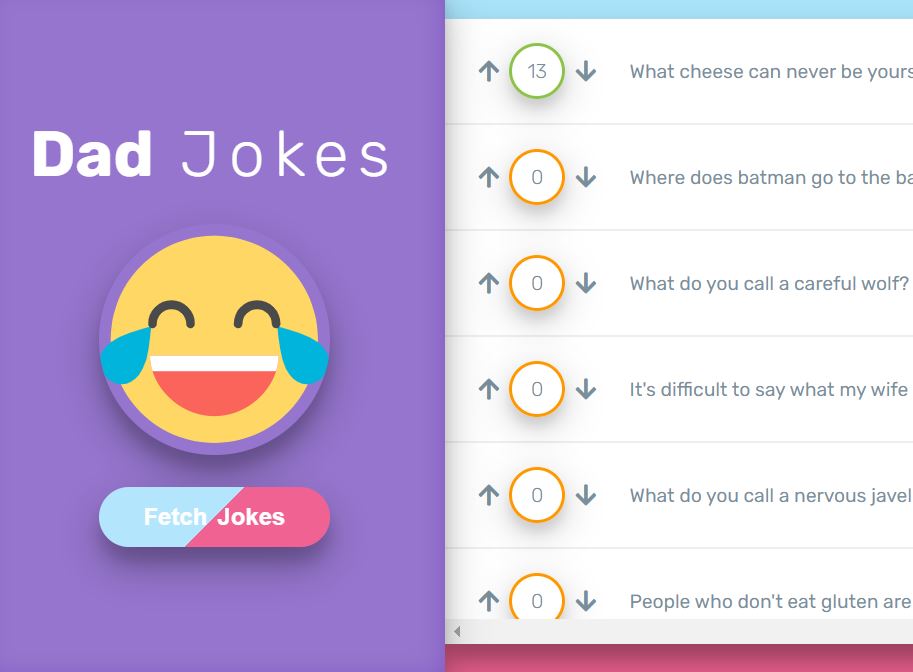 Dad Jokes
Fetch Jokes
13
What cheese can never be yours
0
Where does batman go to the
0
What do you call a careful wolf?
0
It's difficult to say what my wife
0
What do you call a nervous
0
People who don't eat gluten are